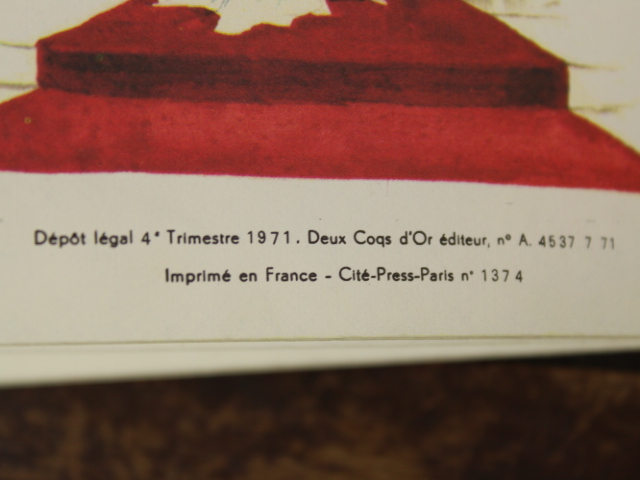 Dépôt légal 4e Trimestre 1971. Deux Coqs d'Or éditeur, n° A. 4537 7 71
Imprimé en France - Cité-Press-Paris n° 1374